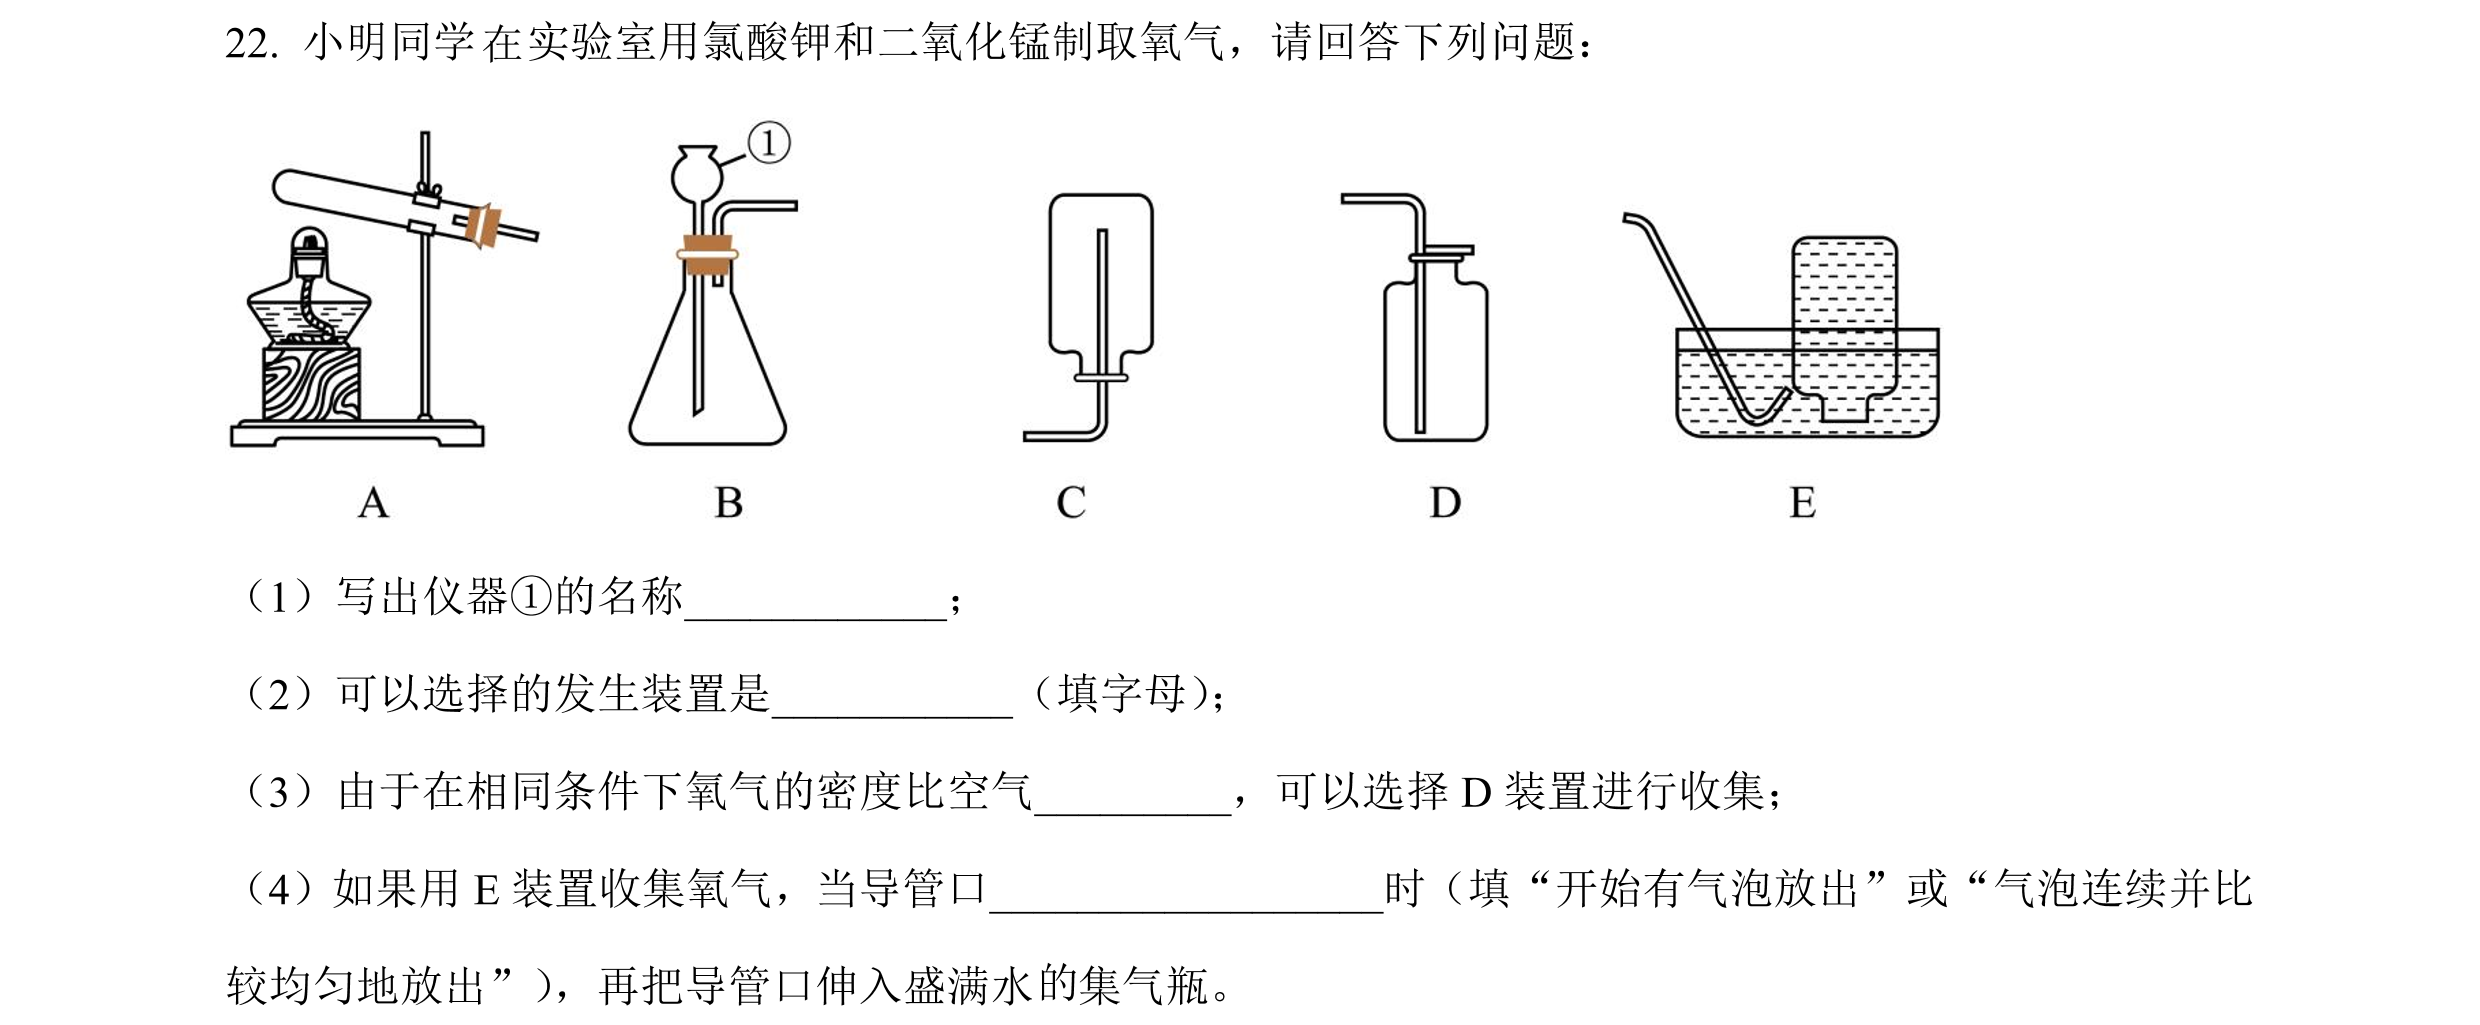 22. 小明同学在实验室用氯酸钾和二氧化锰制取氧气，请回答下列问题：
①
A B C D E
（1）写出仪器①的名称____________；
（2）可以选择的发生装置是___________（填字母）；
（3）由于在相同条件下氧气的密度比空气_________，可以选择 D 装置进行收集；
（4）如果用 E 装置收集氧气，当导管口__________________时（填“开始有气泡放出”或“气泡连续并比
较均匀地放出”），再把导管口伸入盛满水的集气瓶。